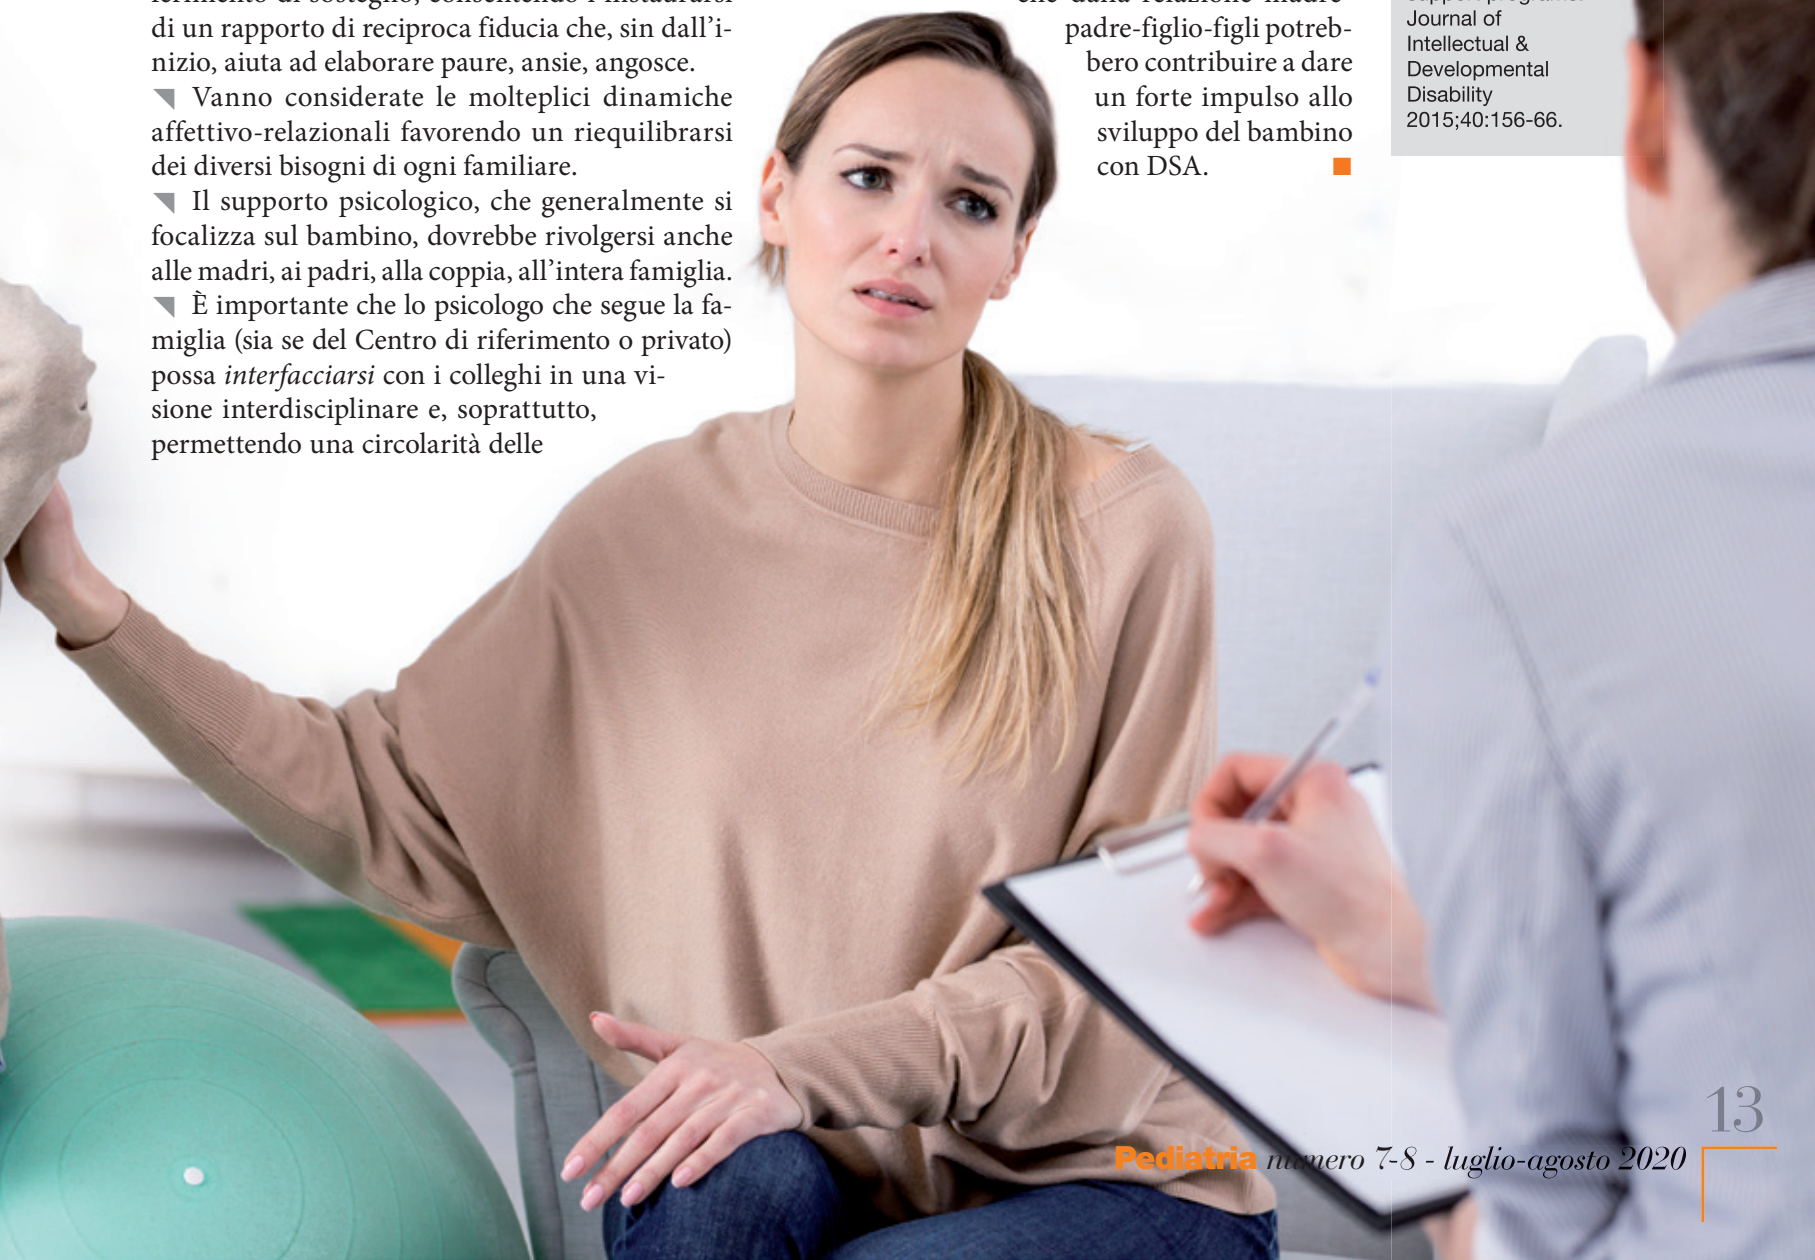 di un rapporto di reciproca fiducia che, sin dall'i-
nizio, aiuta ad elaborare paure, ansie, angosce.
Vanno considerate le molteplici dinamiche
affettivo-relazionali favorendo un riequilibrarsi
dei diversi bisogni di ogni familiare.
Il supporto psicologico, che generalmente si
focalizza sul bambino, dovrebbe rivolgersi anche
alle madri, ai padri, alla coppia, all'intera famiglia.
È importante che lo psicologo che segue la fa-
miglia (sia se del Centro di riferimento o privato)
possa interfacciarsi con i colleghi in una vi-
sione interdisciplinare e, soprattutto,
permettendo una circolarità delle
padre-figlio-figli potreb-
bero contribuire a dare
un forte impulso allo
sviluppo del bambino
con DSA.
Journal of
Intellectual &
Developmental
Disability
2015;40:156-66.
13
Pediatria numero 7-8 - luglio-agosto 2020